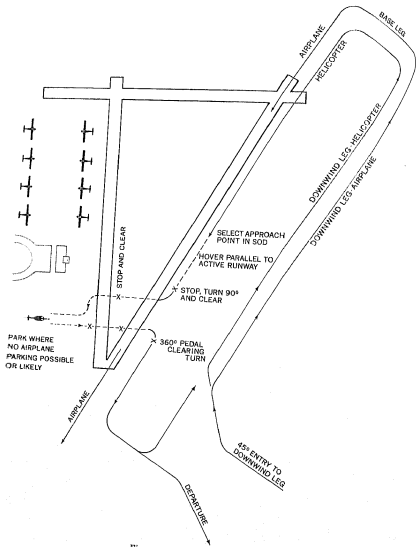 BASE LEG
AIRPLANE
HELICOPTER
DOWNWIND LEG-HELICOPTER
DOWNWIND LEG-AIRPLANE
SELECT APPROACH
POINT IN SOD
HOVER PARALLEL TO
ACTIVE RUNWAY
STOP AND CLEAR
STOP, TURN 90°
AND CLEAR
PARK WHERE
NO AIRPLANE
PARKING POSSIBLE
OR LIKELY
360° PEDAL
CLEARING
TURN
AIRPLANE
45° ENTRY TO
DOWNWIND LEG
DEPARTURE